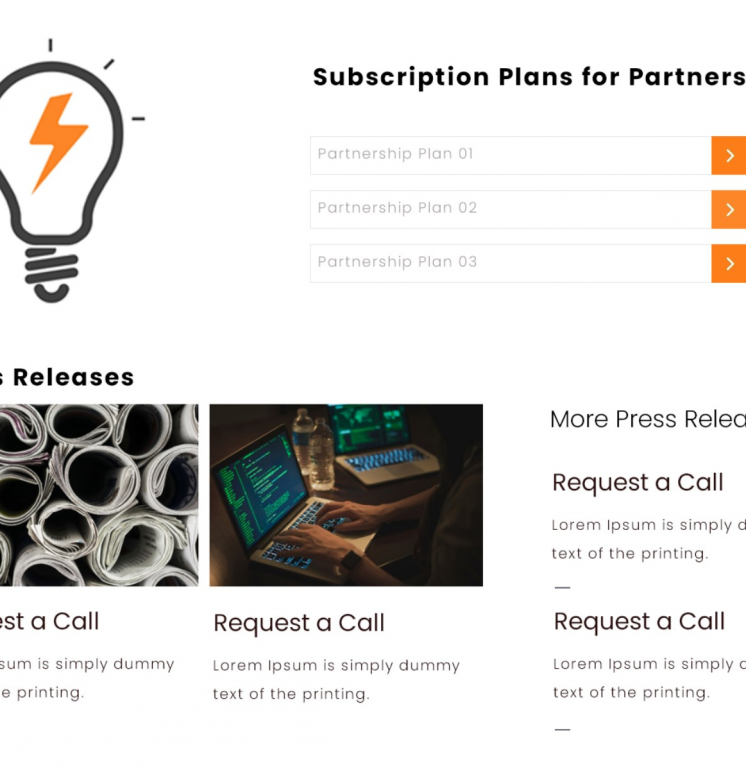 Subscription Plans for Partners
Partnership Plan 01
Partnership Plan 02
Partnership Plan 03
s Releases
More Press Relea
Request a Call
Lorem Ipsum is simply d
text of the printing.
Request a Call
Lorem Ipsum is simply d
text of the printing.
est a Call
sum is simply dummy
e printing.
Request a Call
Lorem Ipsum is simply dummy
text of the printing.